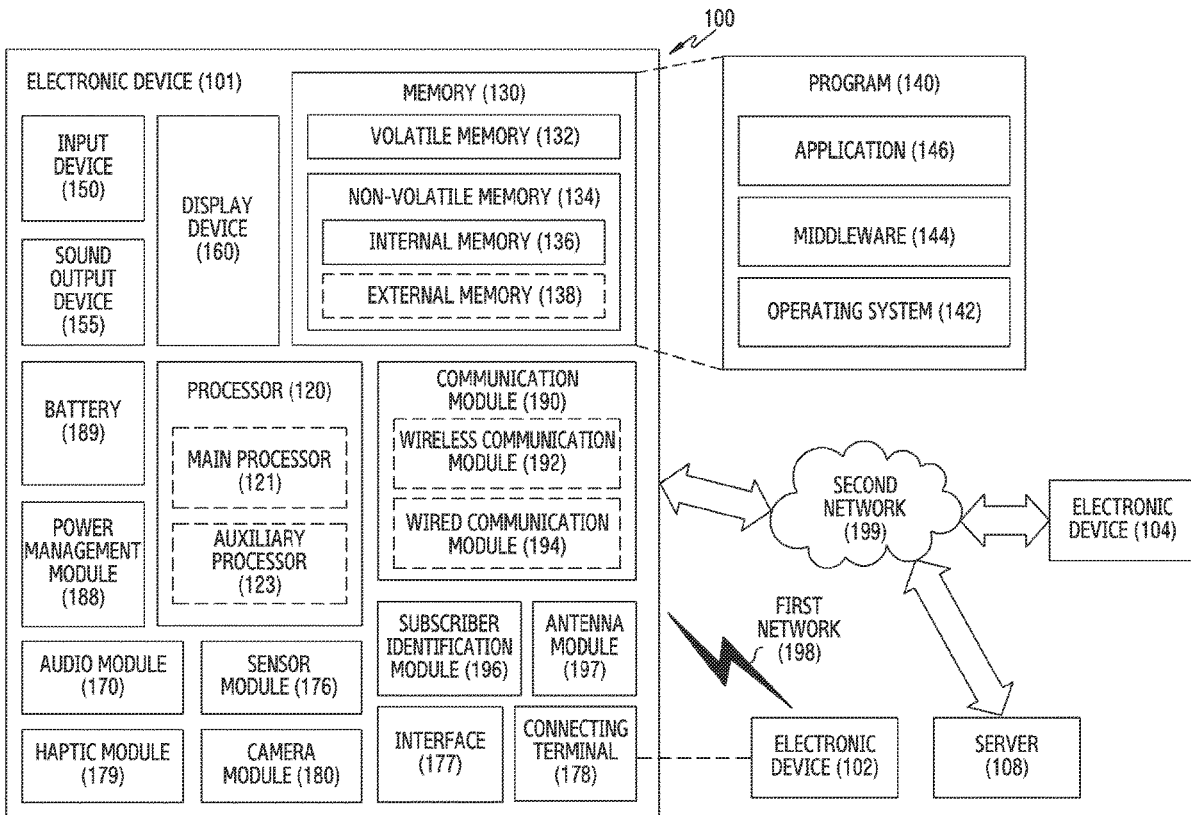 100
ELECTRONIC DEVICE (101)
INPUT
DEVICE
(150)
SOUND
OUTPUT
DEVICE
(155)
DISPLAY
DEVICE
(160)
MEMORY (130)
VOLATILE MEMORY (132)
NON-VOLATILE MEMORY (134)
INTERNAL MEMORY (136)
EXTERNAL MEMORY (138)
PROGRAM (140)
APPLICATION (146)
MIDDLEWARE (144)
OPERATING SYSTEM (142)
BATTERY
(189)
POWER
MANAGEMENT
MODULE
(188)
PROCESSOR (120)
MAIN PROCESSOR
(121)
AUXILIARY
PROCESSOR
(123)
COMMUNICATION
MODULE (190)
WIRELESS COMMUNICATION
MODULE (192)
WIRED COMMUNICATION
MODULE (194)
SECOND
NETWORK
(199)
ELECTRONIC
DEVICE (104)
AUDIO MODULE
(170)
SENSOR
MODULE (176)
SUBSCRIBER
IDENTIFICATION
MODULE (196)
ANTENNA
MODULE
(197)
FIRST
NETWORK
(198)
HAPTIC MODULE
(179)
CAMERA
MODULE (180)
INTERFACE
(177)
CONNECTING
TERMINAL
(178)
ELECTRONIC
DEVICE (102)
SERVER
(108)